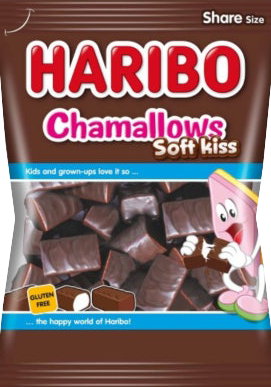 Share Size
HARIBO
Chamallows
Soft kiss
Kids and grown-ups love it so ...
GLUTEN
FREE
... the happy world of Haribo!